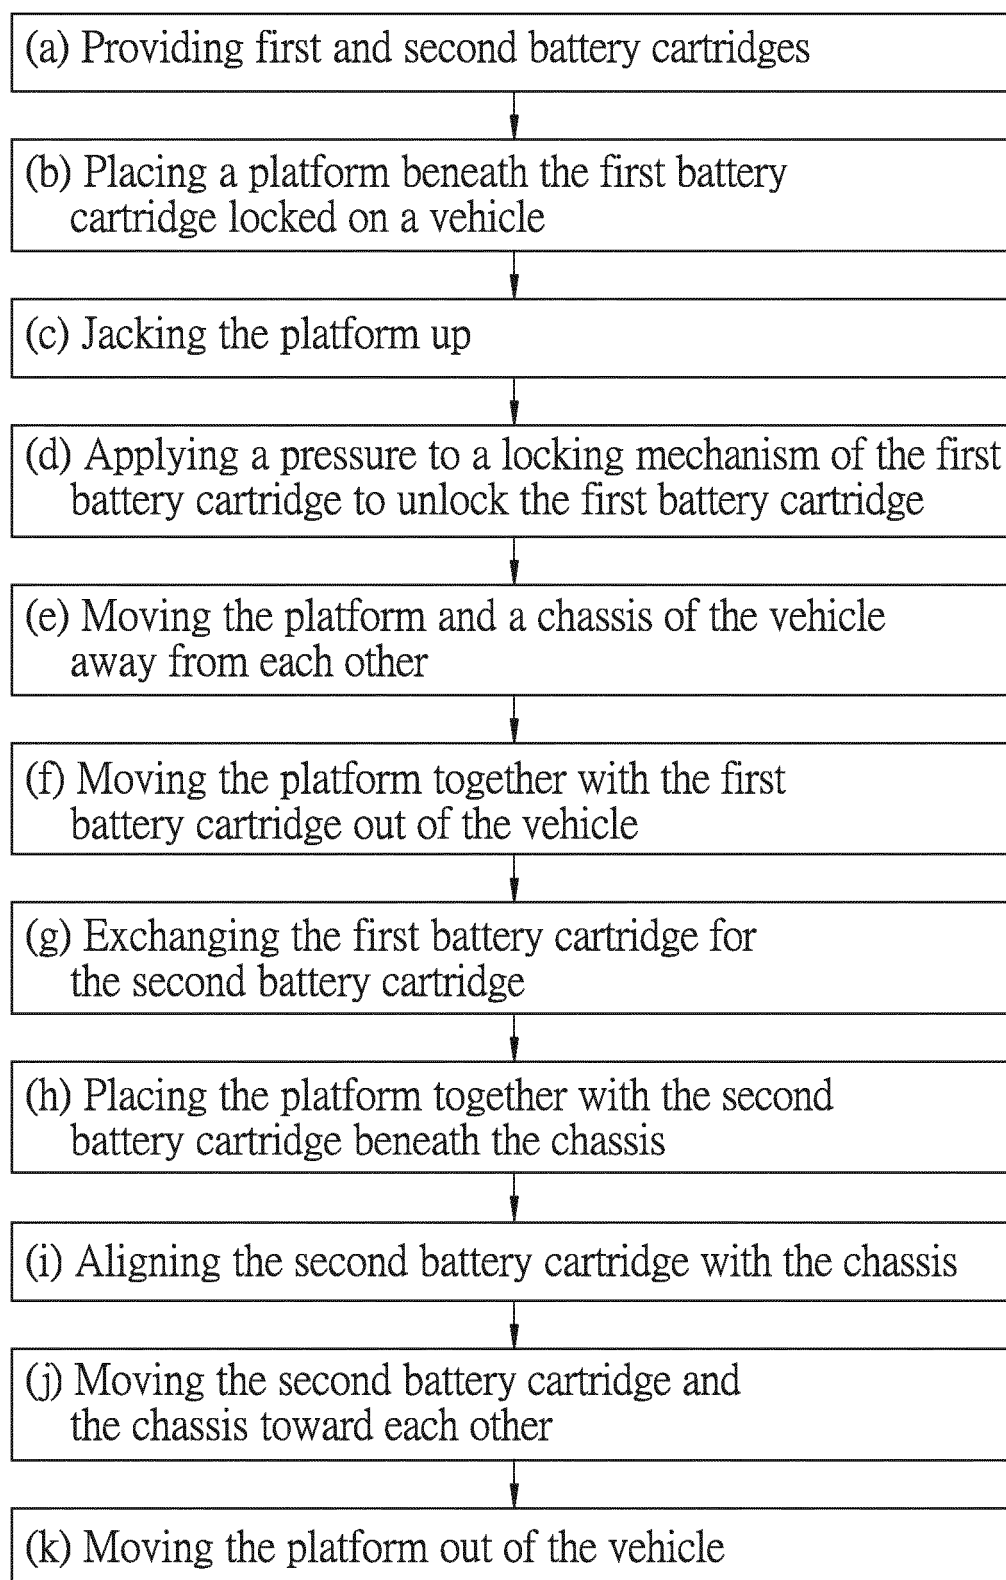 (a) Providing first and second battery cartridges
(b) Placing a platform beneath the first battery
cartridge locked on a vehicle
(c) Jacking the platform up
(d) Applying a pressure to a locking mechanism of the first
battery cartridge to unlock the first battery cartridge
(e) Moving the platform and a chassis of the vehicle
away from each other
(f) Moving the platform together with the first
battery cartridge out of the vehicle
(g) Exchanging the first battery cartridge for
the second battery cartridge
(h) Placing the platform together with the second
battery cartridge beneath the chassis
(i) Aligning the second battery cartridge with the chassis
(j) Moving the second battery cartridge and
the chassis toward each other
(k) Moving the platform out of the vehicle